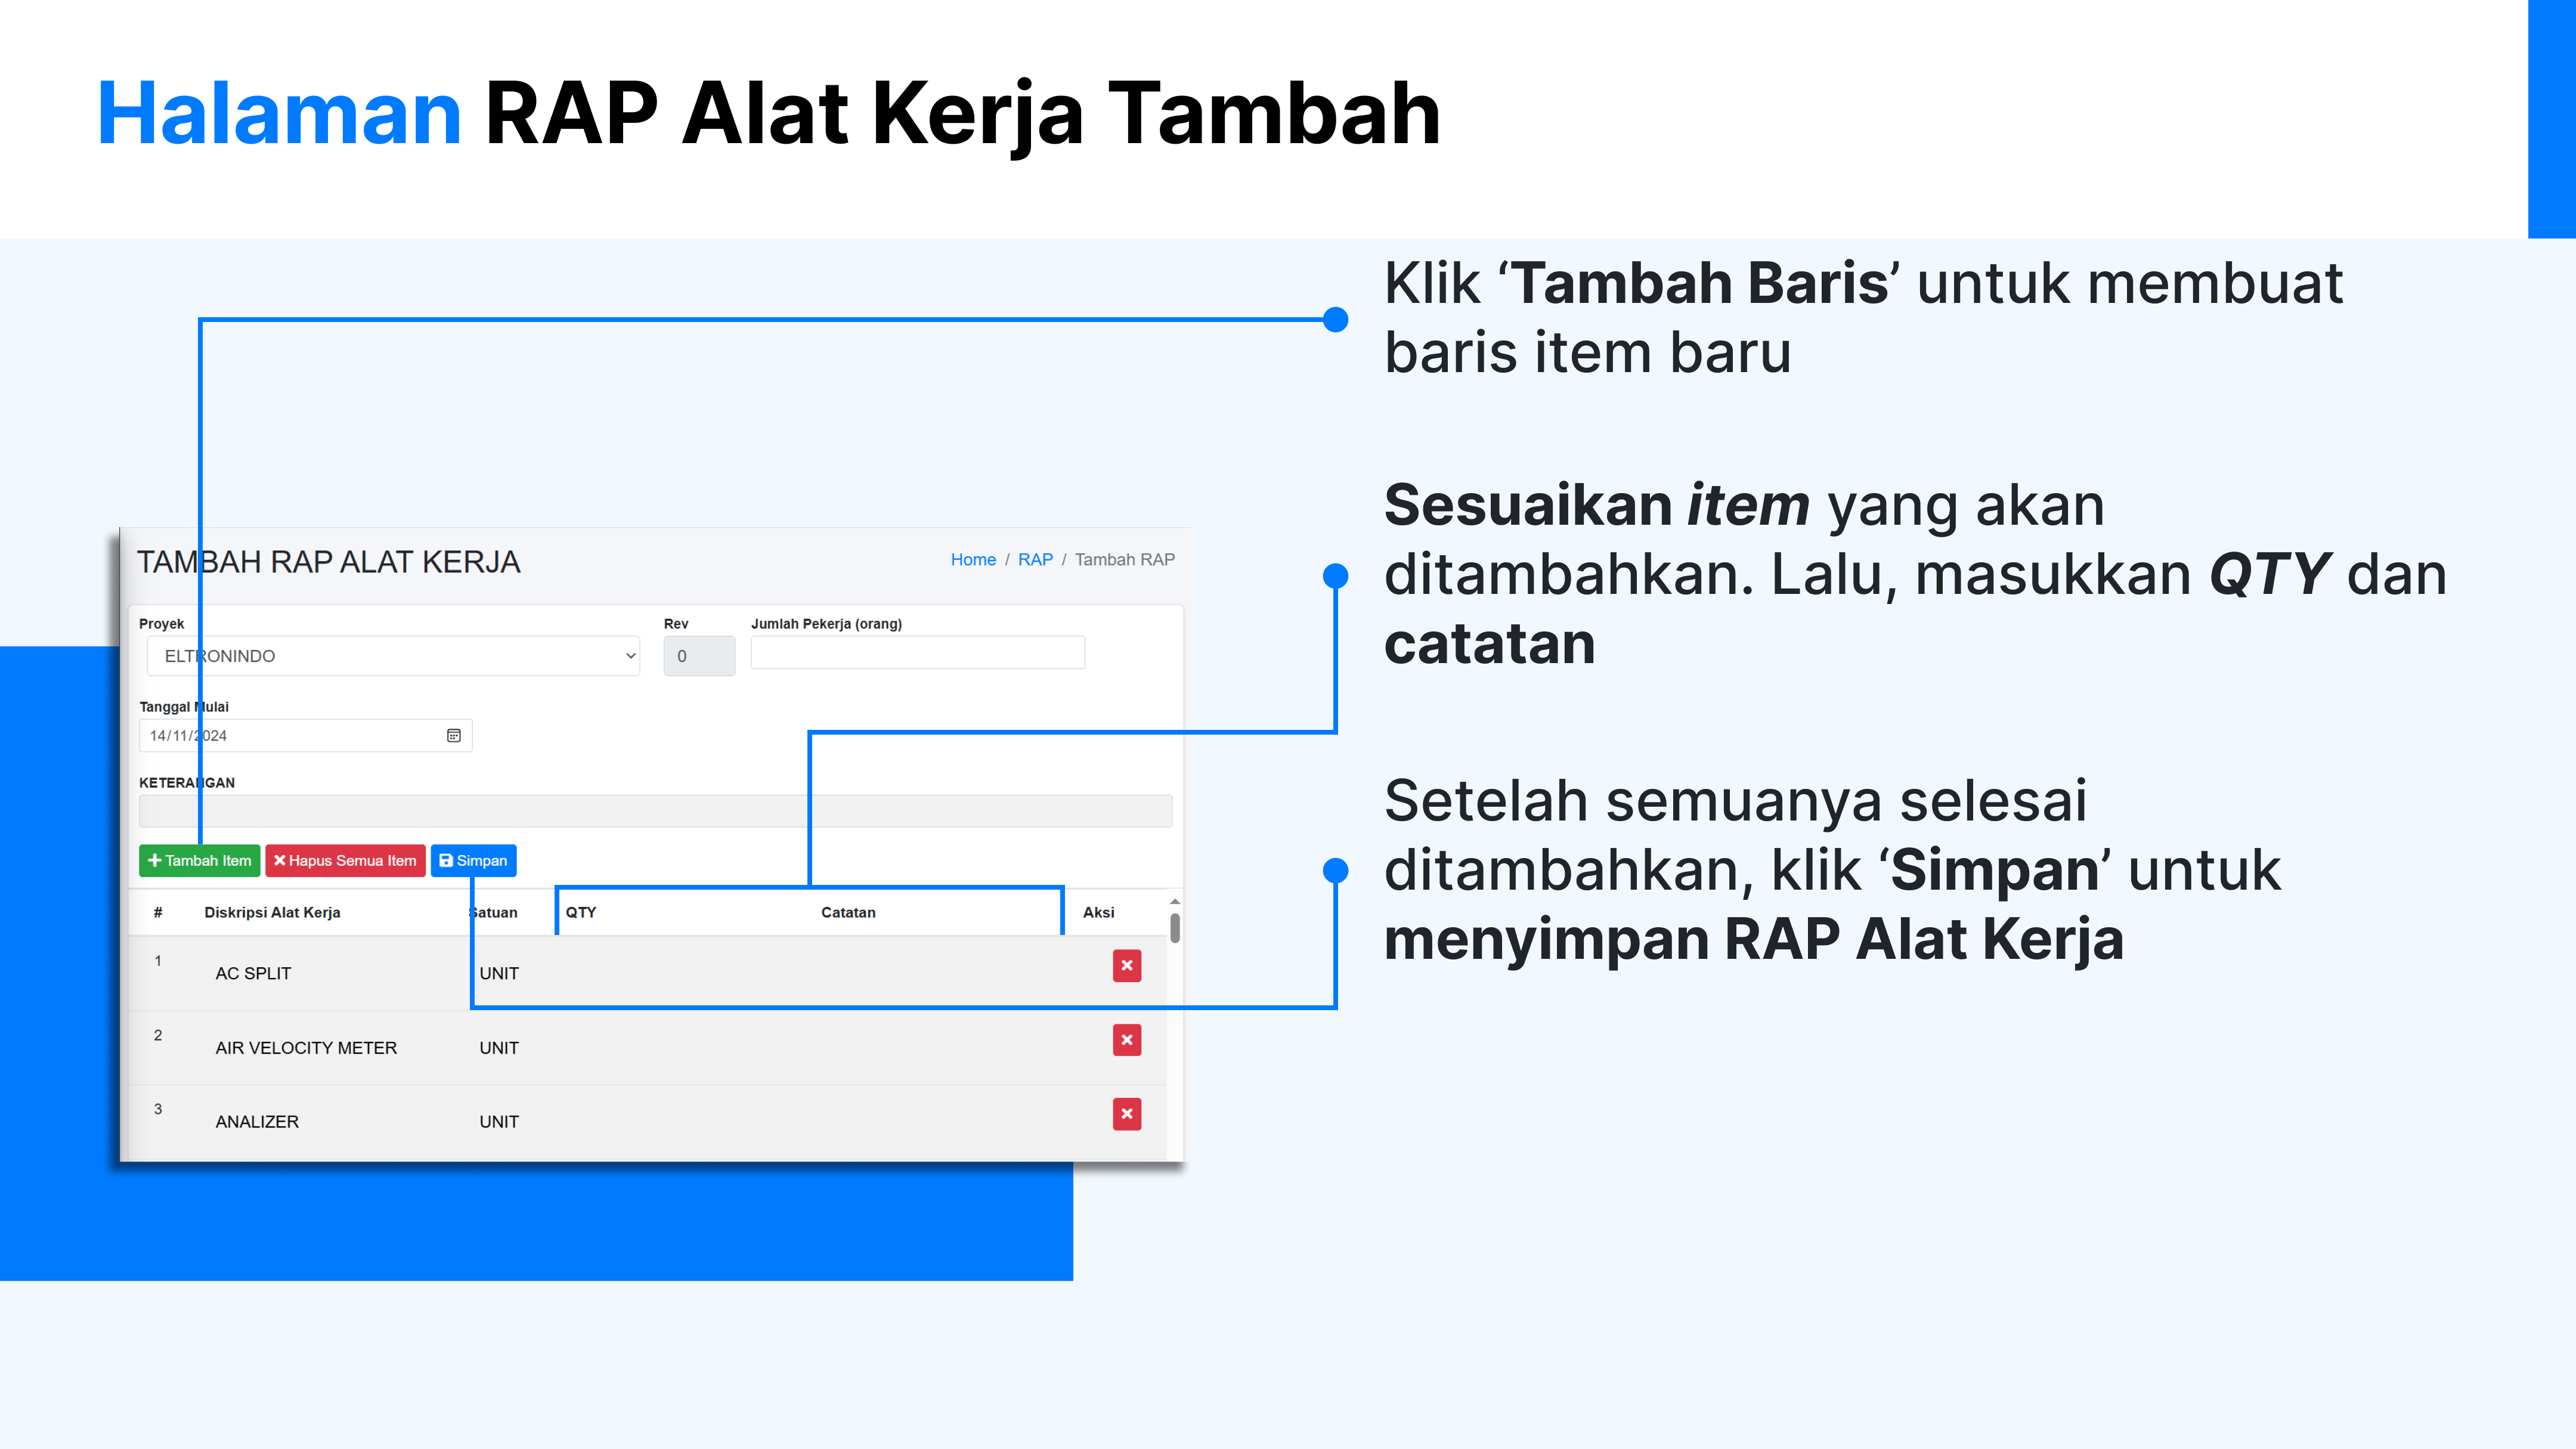 Halaman RAP Alat Kerja Tambah
Klik ‘Tambah Baris’ untuk membuat
baris item baru
Sesuaikan item yang akan
ditambahkan. Lalu, masukkan QTY dan
catatan
Setelah semuanya selesai
ditambahkan, klik ‘Simpan’ untuk
menyimpan RAP Alat Kerja
TAMBAH RAP ALAT KERJA
Home / RAP / Tambah RAP
Proyek Rev Jumlah Pekerja (orang)
ELTRONINDO 0
Tanggal Mulai
14/11/2024
KETERANGAN
Tambah Item Hapus Semua Item Simpan
# Diskripsi Alat Kerja Satuan QTY Catatan Aksi
1 AC SPLIT UNIT
2 AIR VELOCITY METER UNIT
3 ANALIZER UNIT